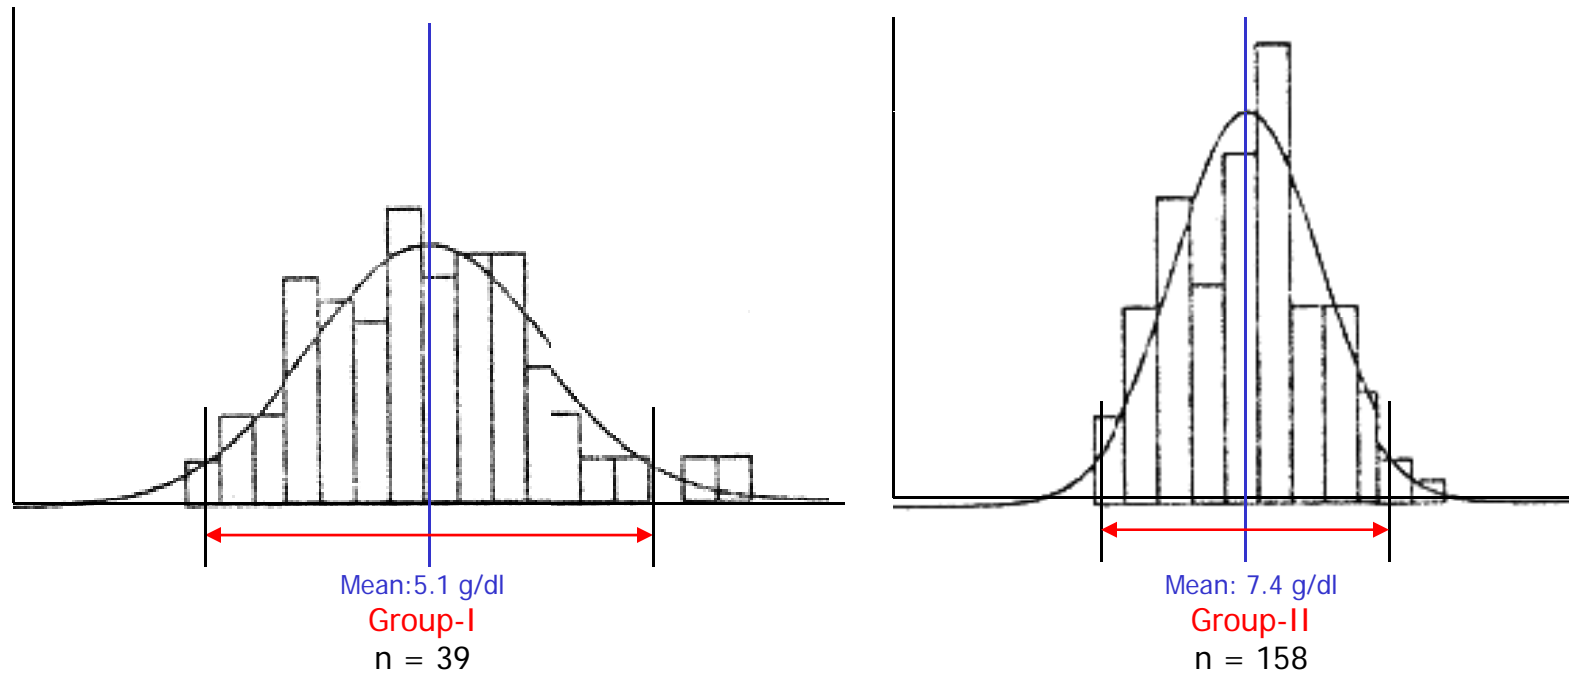 Mean:5.1 g/dl
Group-I
n = 39
Mean: 7.4 g/dl
Group-II
n = 158